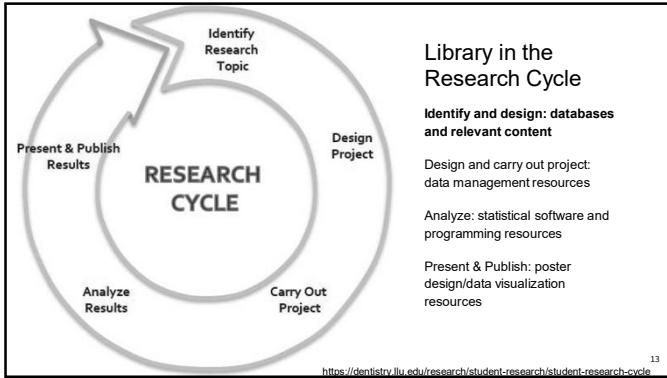 Identify
Research
Topic
Design
Project
Carry Out
Project
Analyze
Results
Present & Publish
Results
RESEARCH
CYCLE
Library in the
Research Cycle
Identify and design: databases
and relevant content
Design and carry out project:
data management resources
Analyze: statistical software and
programming resources
Present & Publish: poster
design/data visualization
resources
13
https://dentistry.llu.edu/research/student-research/student-research-cycle